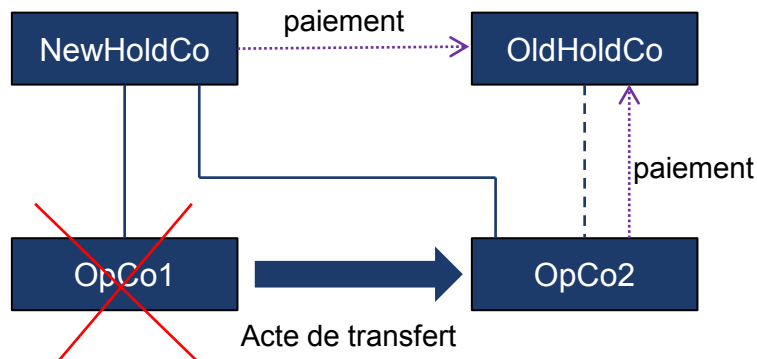 paiement
NewHoldCo
OldHoldCo
paiement
OpCo1
OpCo2
Acte de transfert